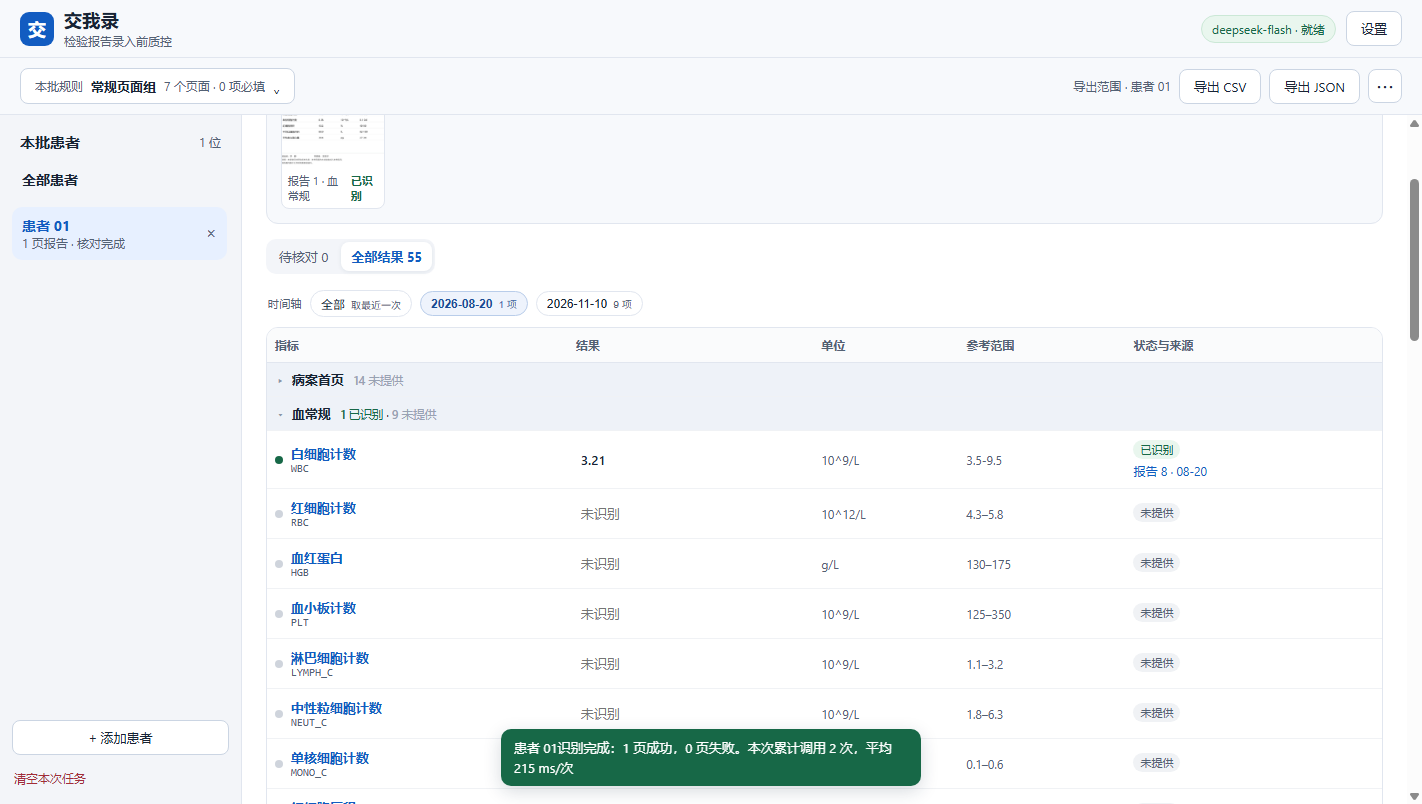 交 交我录
检验报告录入前质控
deepseek-flash · 就绪
设置
本批规则 常规页面组 7 个页面 · 0 项必填
导出范围 · 患者 01 导出 CSV 导出 JSON ···
本批患者 1 位
全部患者
患者 01 ×
1 页报告 · 核对完成
+ 添加患者
清空本次任务
报告 1 · 血常规 已识别
待核对 0 全部结果 55
时间轴 全部 取最近一次 2026-08-20 1 项 2026-11-10 9 项
指标 结果 单位 参考范围 状态与来源
病案首页 14 未提供
血常规 1 已识别 · 9 未提供
白细胞计数 3.21 10^9/L 3.5-9.5 已识别
WBC 报告 8 · 08-20
红细胞计数 未识别 10^12/L 4.3–5.8 未提供
RBC
血红蛋白 未识别 g/L 130–175 未提供
HGB
血小板计数 未识别 10^9/L 125–350 未提供
PLT
淋巴细胞计数 未识别 10^9/L 1.1–3.2 未提供
LYMPH_C
中性粒细胞计数 未识别 10^9/L 1.8–6.3 未提供
NEUT_C
单核细胞计数 0.1–0.6 未提供
MONO_C
患者 01识别完成：1 页成功，0 页失败。本次累计调用 2 次，平均
215 ms/次